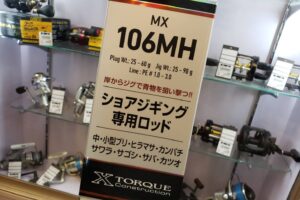 MX
106MH
Plug Wt.: 25-60g Jig Wt.: 25-90g
Line : PE # 1.0 - 3.0
岸からジグで青物を狙い撃つ!!
ショアジギング
専用ロッド
中・小型ブリ・ヒラマサ・カンパチ
サワラ・サゴシ・サバ・カツオ
X TORQUE
Construction